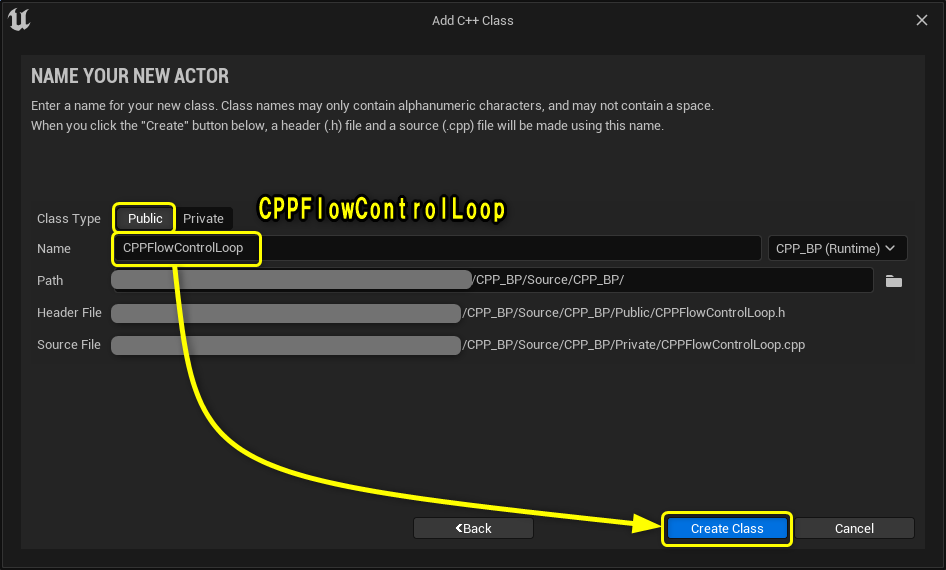 Add C++ Class
NAME YOUR NEW ACTOR
Enter a name for your new class. Class names may only contain alphanumeric characters, and may not contain a space.
When you click the "Create" button below, a header (.h) file and a source (.cpp) file will be made using this name.
CPPFlowControlLoop
Class Type Public Private
Name CPPFlowControlLoop CPP_BP (Runtime)
Path /CPP_BP/Source/CPP_BP/
Header File /CPP_BP/Source/CPP_BP/Public/CPPFlowControlLoop.h
Source File /CPP_BP/Source/CPP_BP/Private/CPPFlowControlLoop.cpp
Back Create Class Cancel